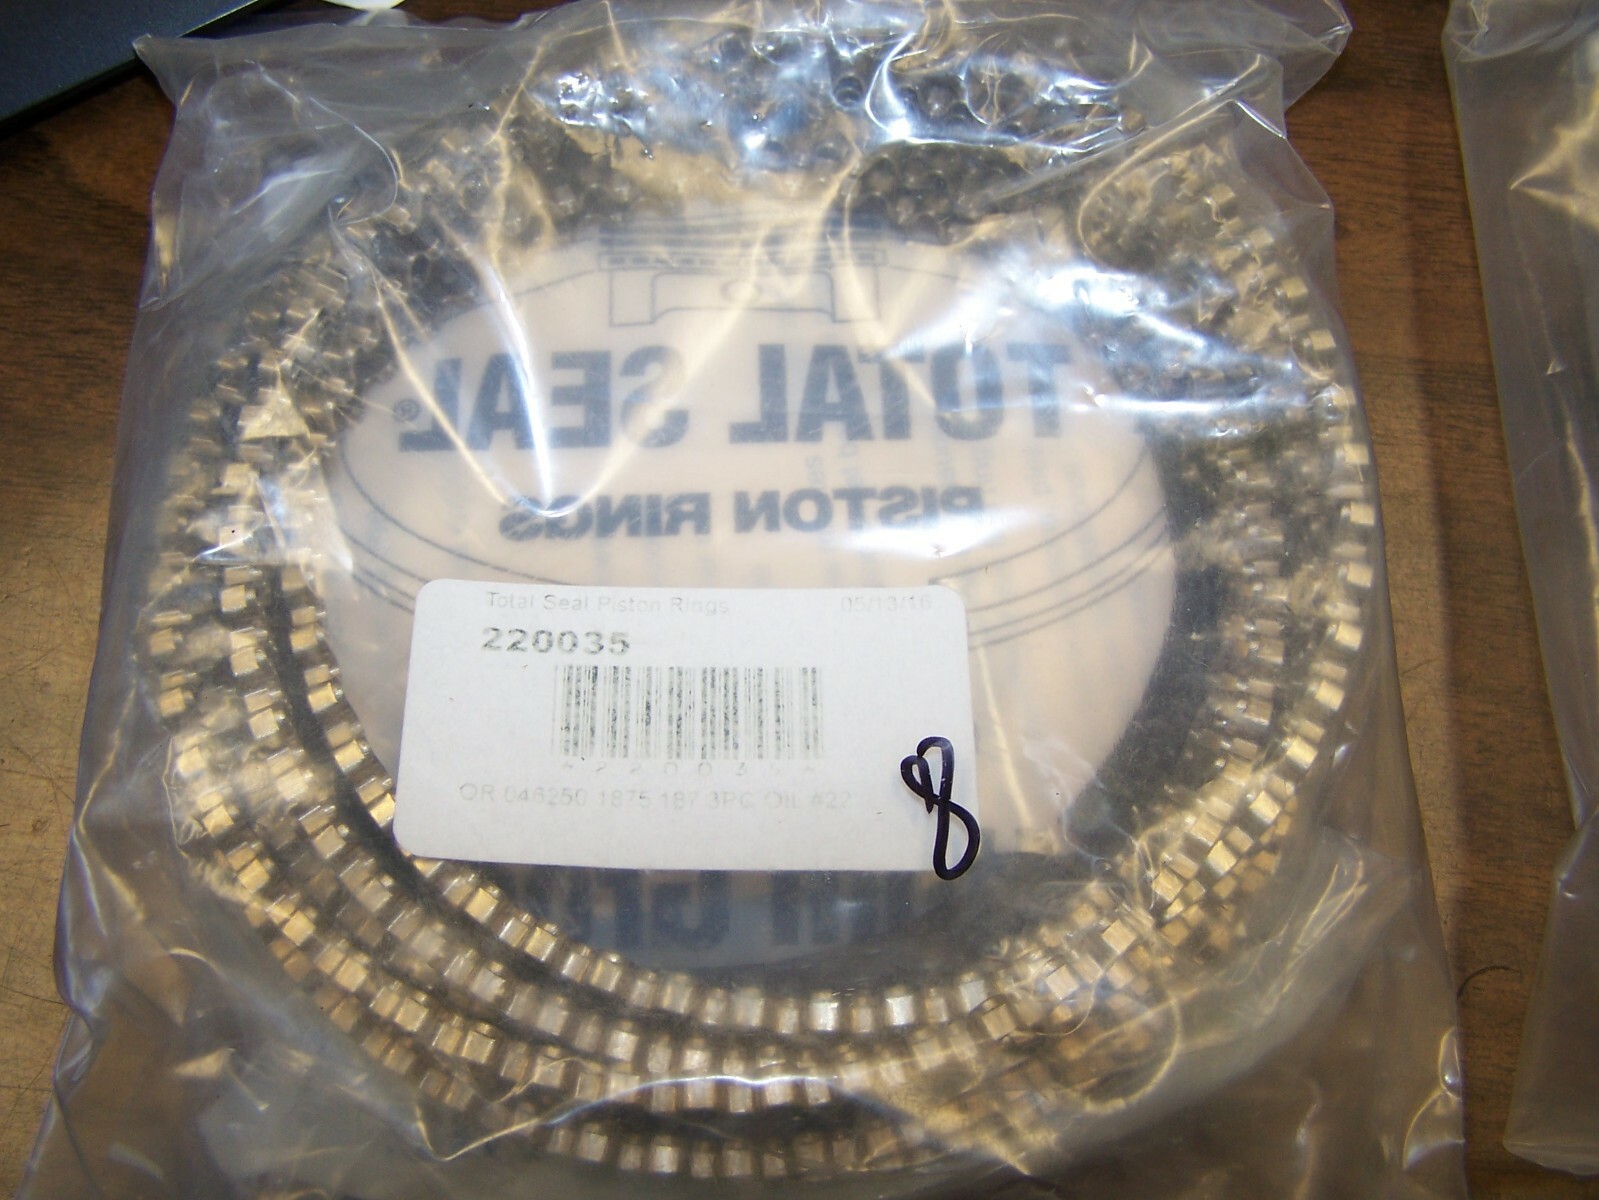 TOTAL SEAL®
PISTON RINGS
Total Seal Piston Rings 05/13/16
220035
OR 046250 .1875 .187 3PC OIL #22
8